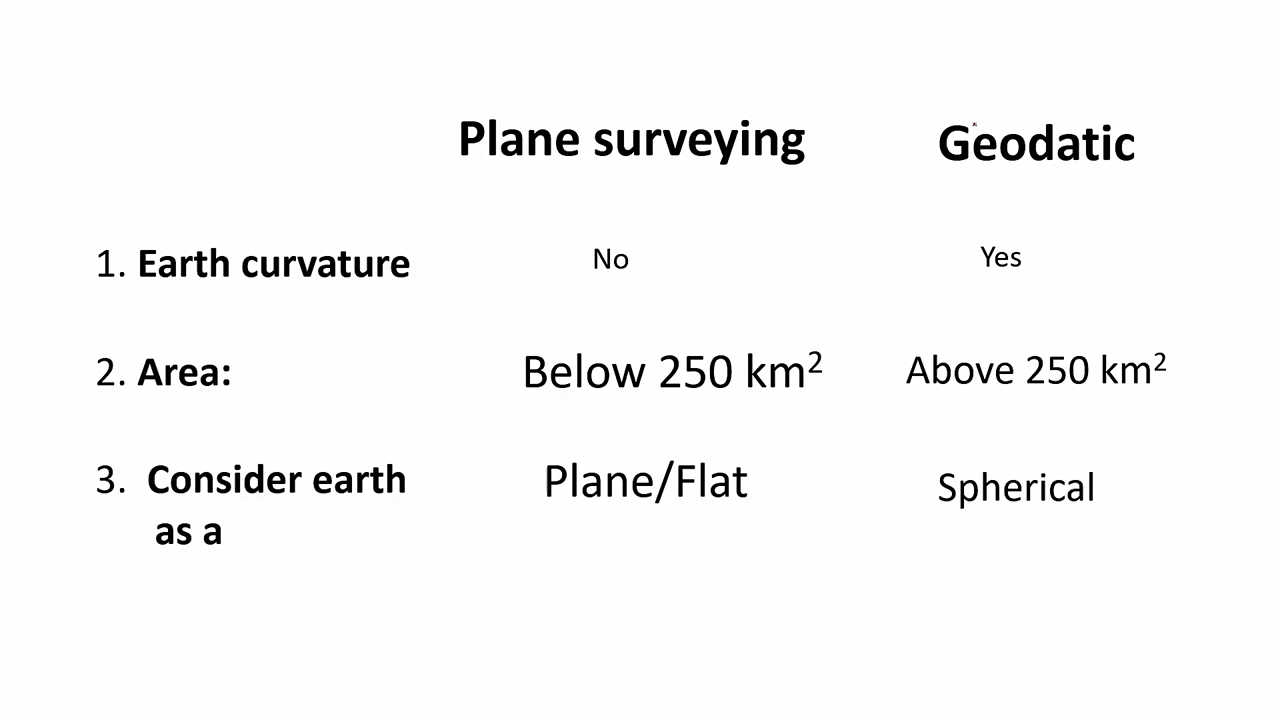 Plane surveying Geodatic
1. Earth curvature No Yes
2. Area: Below 250 km² Above 250 km²
3. Consider earth Plane/Flat Spherical
as a